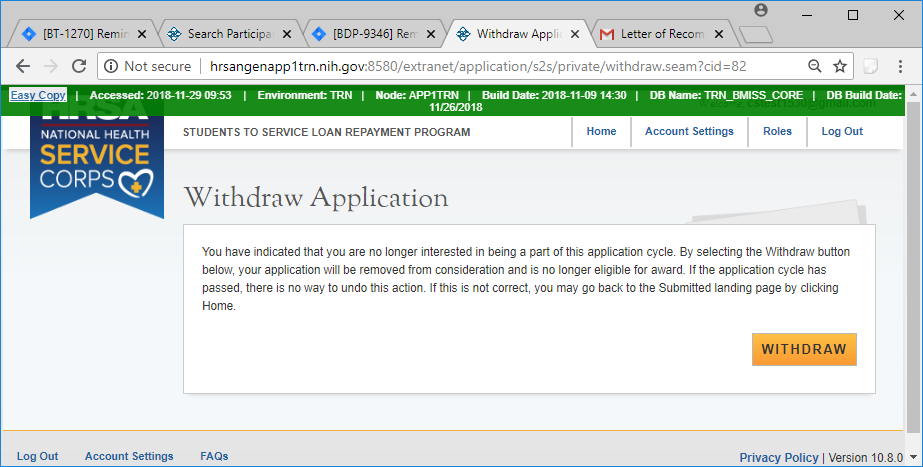 [BT-1270] Remin
Search Participa
[BDP-9346] Rem
Withdraw Applic
Letter of Recom
Not secure | hrsangenapp1trn.nih.gov:8580/extranet/application/s2s/private/withdraw.seam?cid=82
Easy Copy | Accessed: 2018-11-29 09:53 | Environment: TRN | Node: APP1TRN | Build Date: 2018-11-09 14:30 | DB Name: TRN_BMISS_CORE | DB Build Date:
11/26/2018
HRSA
NATIONAL HEALTH
SERVICE
CORPS
STUDENTS TO SERVICE LOAN REPAYMENT PROGRAM
Home
Account Settings
Roles
Log Out
Withdraw Application
You have indicated that you are no longer interested in being a part of this application cycle. By selecting the Withdraw button
below, your application will be removed from consideration and is no longer eligible for award. If the application cycle has
passed, there is no way to undo this action. If this is not correct, you may go back to the Submitted landing page by clicking
Home.
WITHDRAW
Log Out
Account Settings
FAQs
Privacy Policy | Version 10.8.0